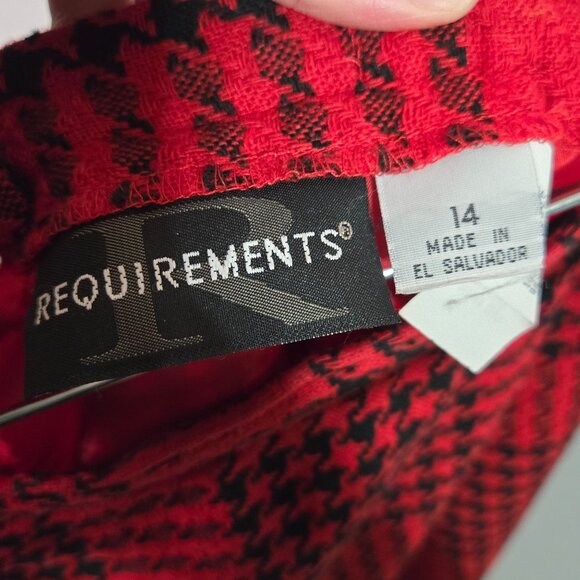 REQUIREMENTS®
14
MADE IN
EL SALVADOR